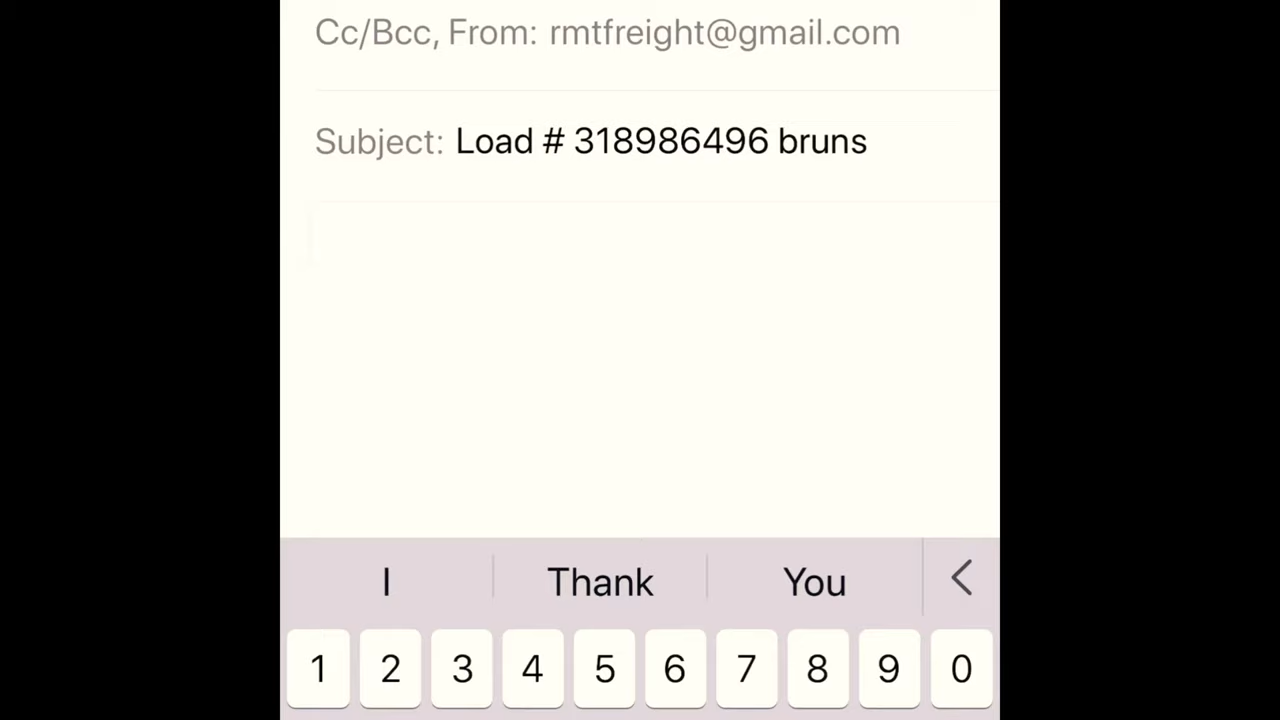 Cc/Bcc, From: rmtfreight@gmail.com
Subject: Load # 318986496 bruns
I Thank You
1 2 3 4 5 6 7 8 9 0